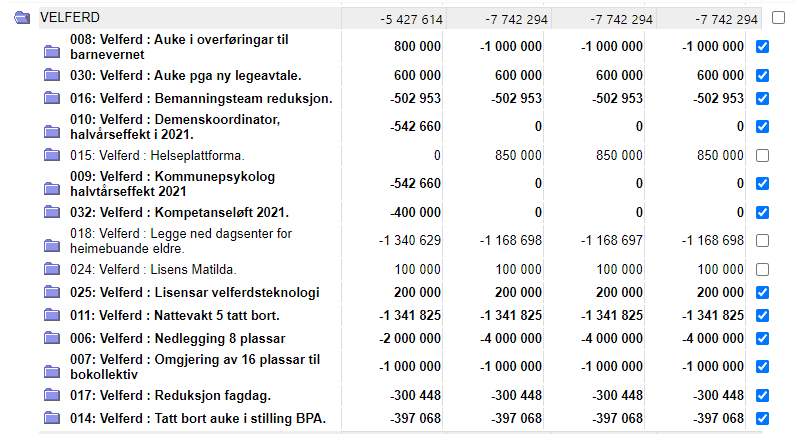 VELFERD -5 427 614 -7 742 294 -7 742 294 -7 742 294
008: Velferd : Auke i overføringar til
barnevernet 800 000 -1 000 000 -1 000 000 -1 000 000
030: Velferd : Auke pga ny legeavtale. 600 000 600 000 600 000 600 000
016: Velferd : Bemanningsteam reduksjon. -502 953 -502 953 -502 953 -502 953
010: Velferd : Demenskoordinator,
halvårseffekt i 2021. -542 660 0 0 0
015: Velferd : Helseplattforma. 0 850 000 850 000 850 000
009: Velferd : Kommunepsykolog
halvtårseffekt 2021 -542 660 0 0 0
032: Velferd : Kompetanseløft 2021. -400 000 0 0 0
018: Velferd : Legge ned dagsenter for
heimebuande eldre. -1 340 629 -1 168 698 -1 168 697 -1 168 698
024: Velferd : Lisens Matilda. 100 000 100 000 100 000 100 000
025: Velferd : Lisensar velferdsteknologi 200 000 200 000 200 000 200 000
011: Velferd : Nattevakt 5 tatt bort. -1 341 825 -1 341 825 -1 341 825 -1 341 825
006: Velferd : Nedlegging 8 plassar -2 000 000 -4 000 000 -4 000 000 -4 000 000
007: Velferd : Omgjering av 16 plassar til
bokollektiv -1 000 000 -1 000 000 -1 000 000 -1 000 000
017: Velferd : Reduksjon fagdag. -300 448 -300 448 -300 448 -300 448
014: Velferd : Tatt bort auke i stilling BPA. -397 068 -397 068 -397 068 -397 068